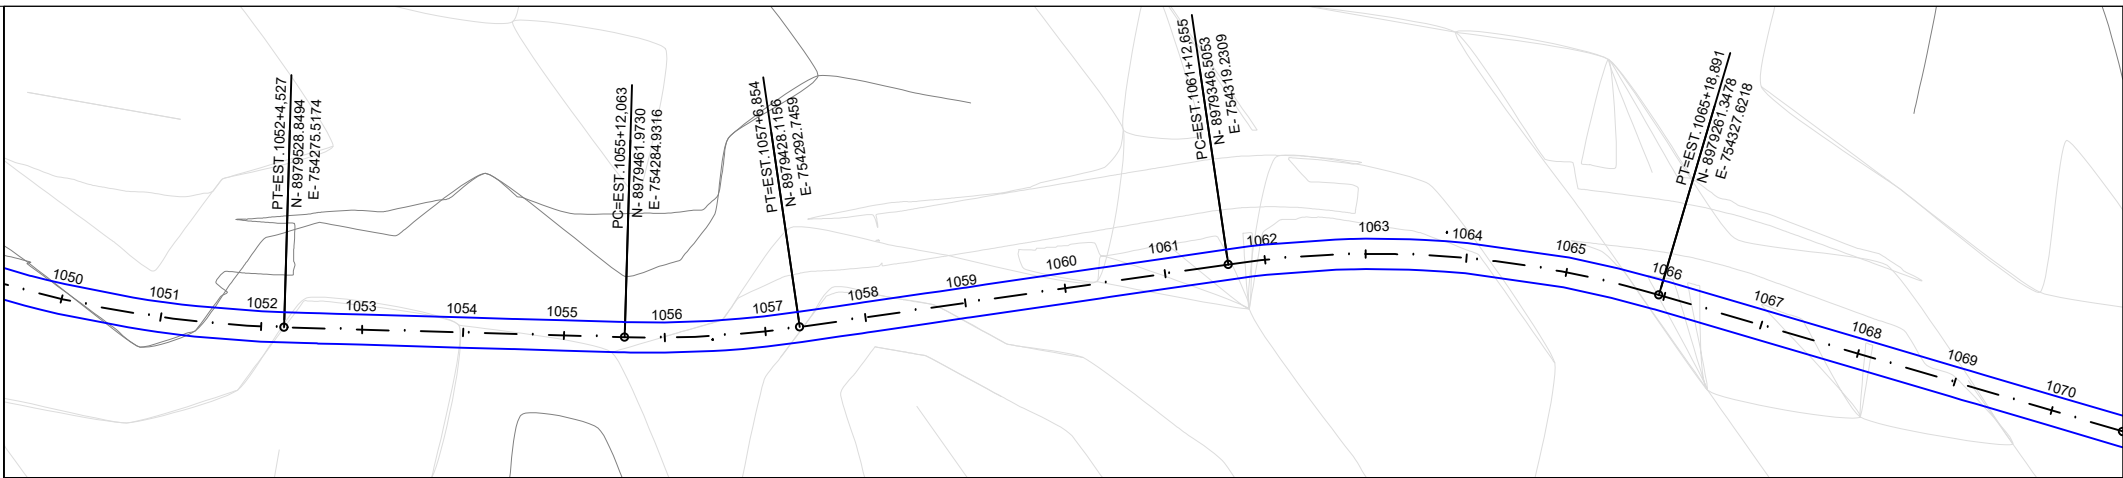 PT=EST.1052+4,527
N- 8979528.8494
E- 754275.5174
PC=EST.1055+12,063
N- 8979461.9730
E- 754284.9316
PT=EST.1057+6,854
N- 8979428.1156
E- 754292.7459
PC=EST.1061+12,655
N- 8979346.5053
E- 754319.2309
PT=EST.1065+18,891
N- 8979261.3478
E- 754327.6218
1050
1051
1052
1053
1054
1055
1056
1057
1058
1059
1060
1061
1062
1063
1064
1065
1066
1067
1068
1069
1070